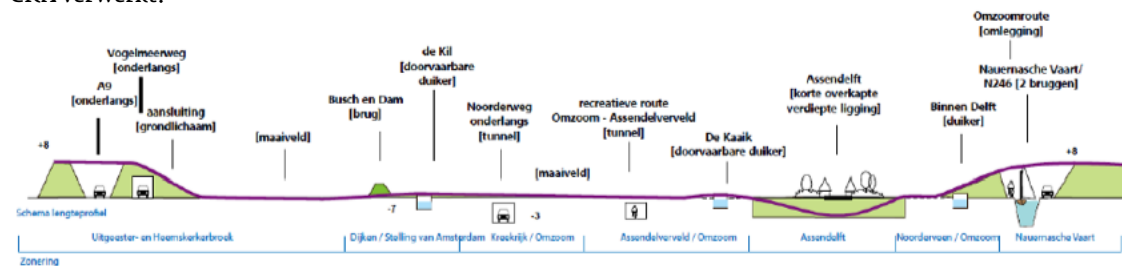 Vogelmeerweg
[onderlangs]
A9
[onderlangs]
aansluiting
[grondlichaam]
+8
[maaiveld]
Busch en Dam
[brug]
de Kil
[doorvaarbare
duiker]
-7
Noorderweg
onderlangs
[tunnel]
-3
[maaiveld]
recreatieve route
Omzoom - Assendelverveld
[tunnel]
De Kaaik
[doorvaarbare duiker]
Assendelft
[korte overkapte
verdiepte ligging]
Binnen Delft
[duiker]
Omzoomroute
[omlegging]
Nauernasche Vaart/
N246 [2 bruggen]
+8
Schema lengteprofiel
Uitgeester- en Heemskerkerbroek
Dijken / Stelling van Amsterdam
Kreekrijk / Omzoom
Assendelverveld / Omzoom
Assendelft
Noorderveen / Omzoom
Nauernasche Vaart
Zonering